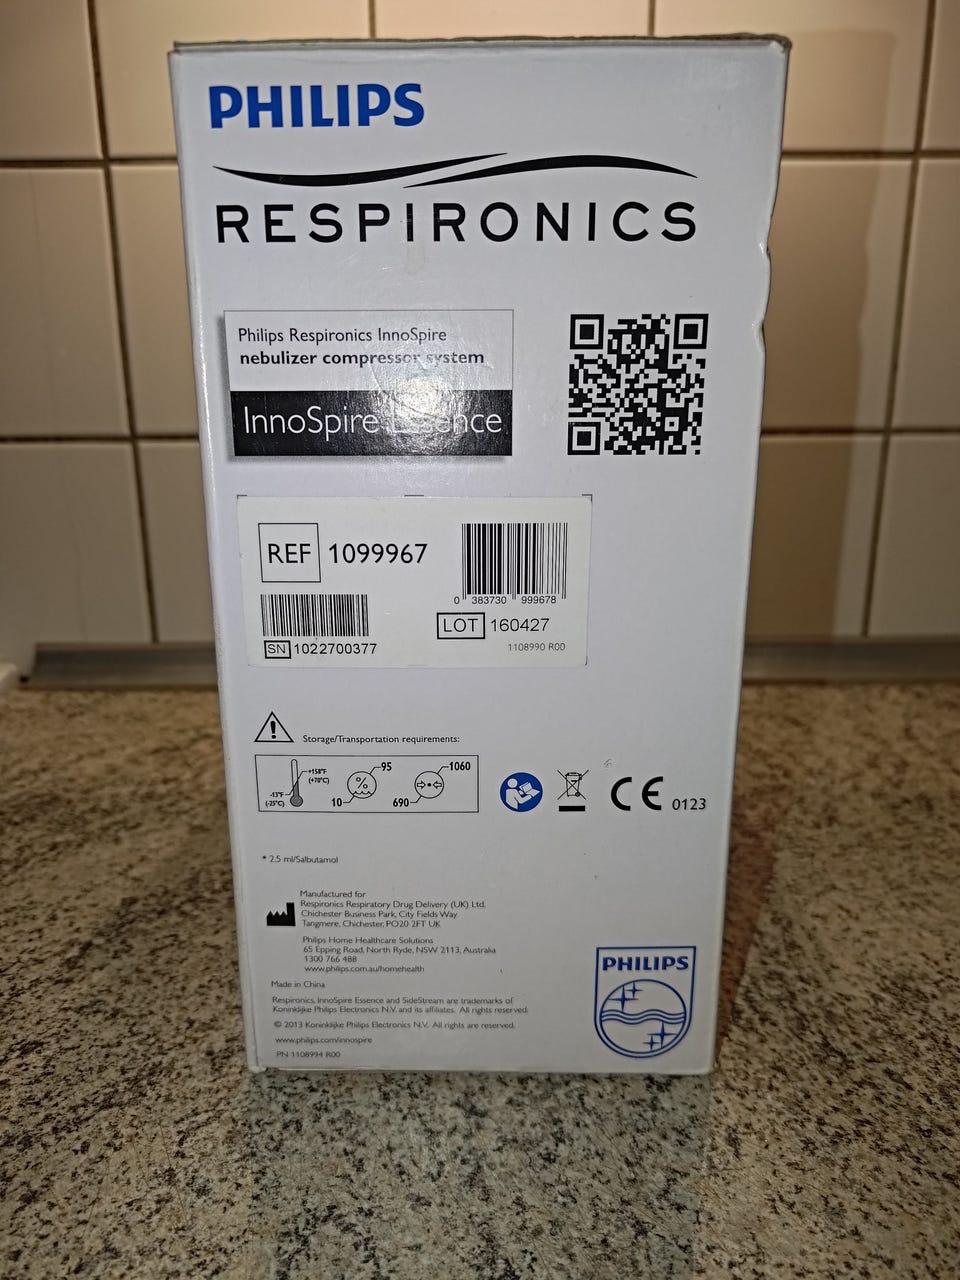 PHILIPS
RESPIRONICS
Philips Respironics InnoSpire
nebulizer compressor system
InnoSpire Essence
REF 1099967
0 383730 999678
LOT 160427
SN 1022700377
1108990 R00
Storage/Transportation requirements:
+158°F
(+70°C)
-13°F
(-25°C)
%
95
10
1060
690
CE 0123
* 2.5 ml/Salbutamol
Manufactured for
Respironics Respiratory Drug Delivery (UK) Ltd.
Chichester Business Park, City Fields Way
Tangmere, Chichester, PO20 2FT UK
Philips Home Healthcare Solutions
65 Epping Road, North Ryde, NSW 2113, Australia
1300 766 488
www.philips.com.au/homehealth
Made in China
Respironics, InnoSpire Essence and SideStream are trademarks of
Koninklijke Philips Electronics N.V. and its affiliates. All rights reserved.
© 2013 Koninklijke Philips Electronics N.V. All rights are reserved.
www.philips.com/innospire
PN 1108994 R00
PHILIPS